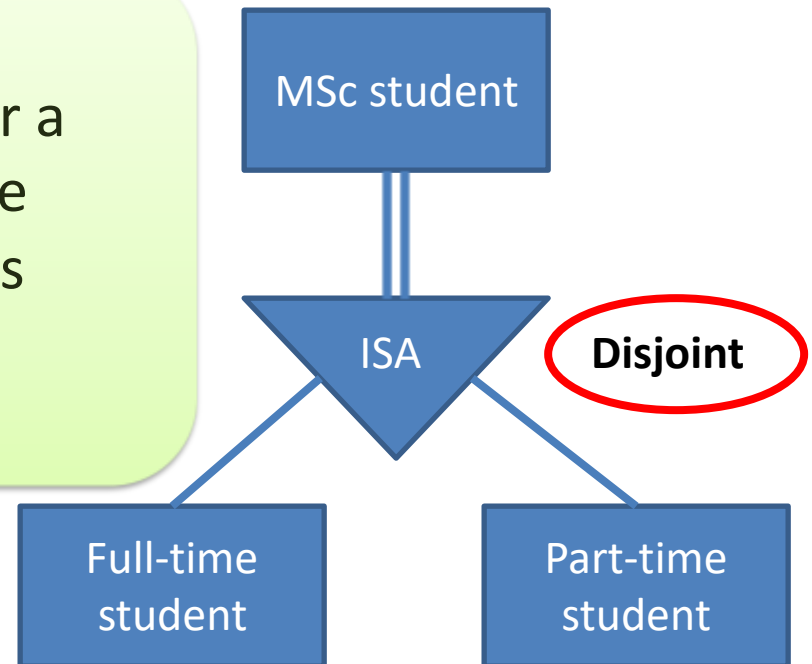 r a
e
s
MSc student
ISA
Disjoint
Full-time
student
Part-time
student